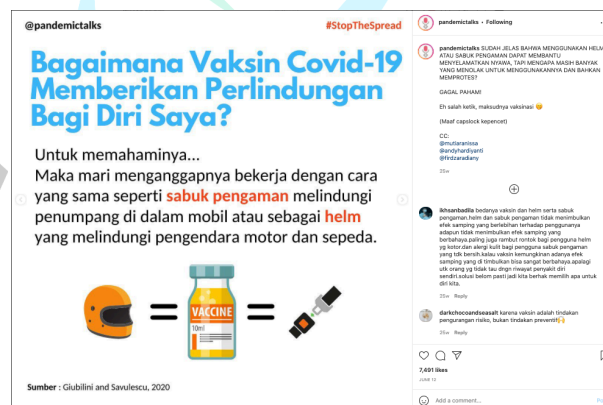 @pandemictalks
#StopTheSpread
Bagaimana Vaksin Covid-19
Memberikan Perlindungan
Bagi Diri Saya?
Untuk memahaminya...
Maka mari menganggapnya bekerja dengan cara
yang sama seperti sabuk pengaman melindungi
penumpang di dalam mobil atau sebagai helm
yang melindungi pengendara motor dan sepeda.
VACCINE
10ml
Sumber : Giubilini and Savulescu, 2020
pandemictalks • Following
pandemictalks SUDAH JELAS BAHWA MENGGUNAKAN HELM
ATAU SABUK PENGAMAN DAPAT MEMBANTU
MENYELAMATKAN NYAWA, TAPI MENGAPA MASIH BANYAK
YANG MENOLAK UNTUK MENGGUNAKANNYA DAN BAHKAN
MEMPROTES?
GAGAL PAHAM!
Eh salah ketik, maksudnya vaksinasi
(Maaf capslock kepencet)
CC:
@mutiaranissa
@andyhardiyanti
@firdzaradiany
25w
ikhsanbadila bedanya vaksin dan helm serta sabuk
pengaman.helm dan sabuk pengaman tidak menimbulkan
efek samping yang berlebihan terhadap penggunanya
adapun tidak menimbulkan efek samping yang
berbahaya.paling juga rambut rontok bagi pengguna helm
yg kotor.dan alergi kulit bagi pengguna sabuk pengaman
yang tdk bersih.kalau vaksin kemungkinan adanya efek
samping yang di timbulkan bisa sangat berbahaya.apalagi
utk orang yg tidak tau dngn riwayat penyakit diri
sendiri.solusi belom pasti jadi kita berhak memilih apa untuk
diri kita.
25w Reply
darkchocoandseasalt karena vaksin adalah tindakan
pengurangan risiko, bukan tindakan preventif
25w Reply
7,491 likes
JUNE 12
Add a comment...